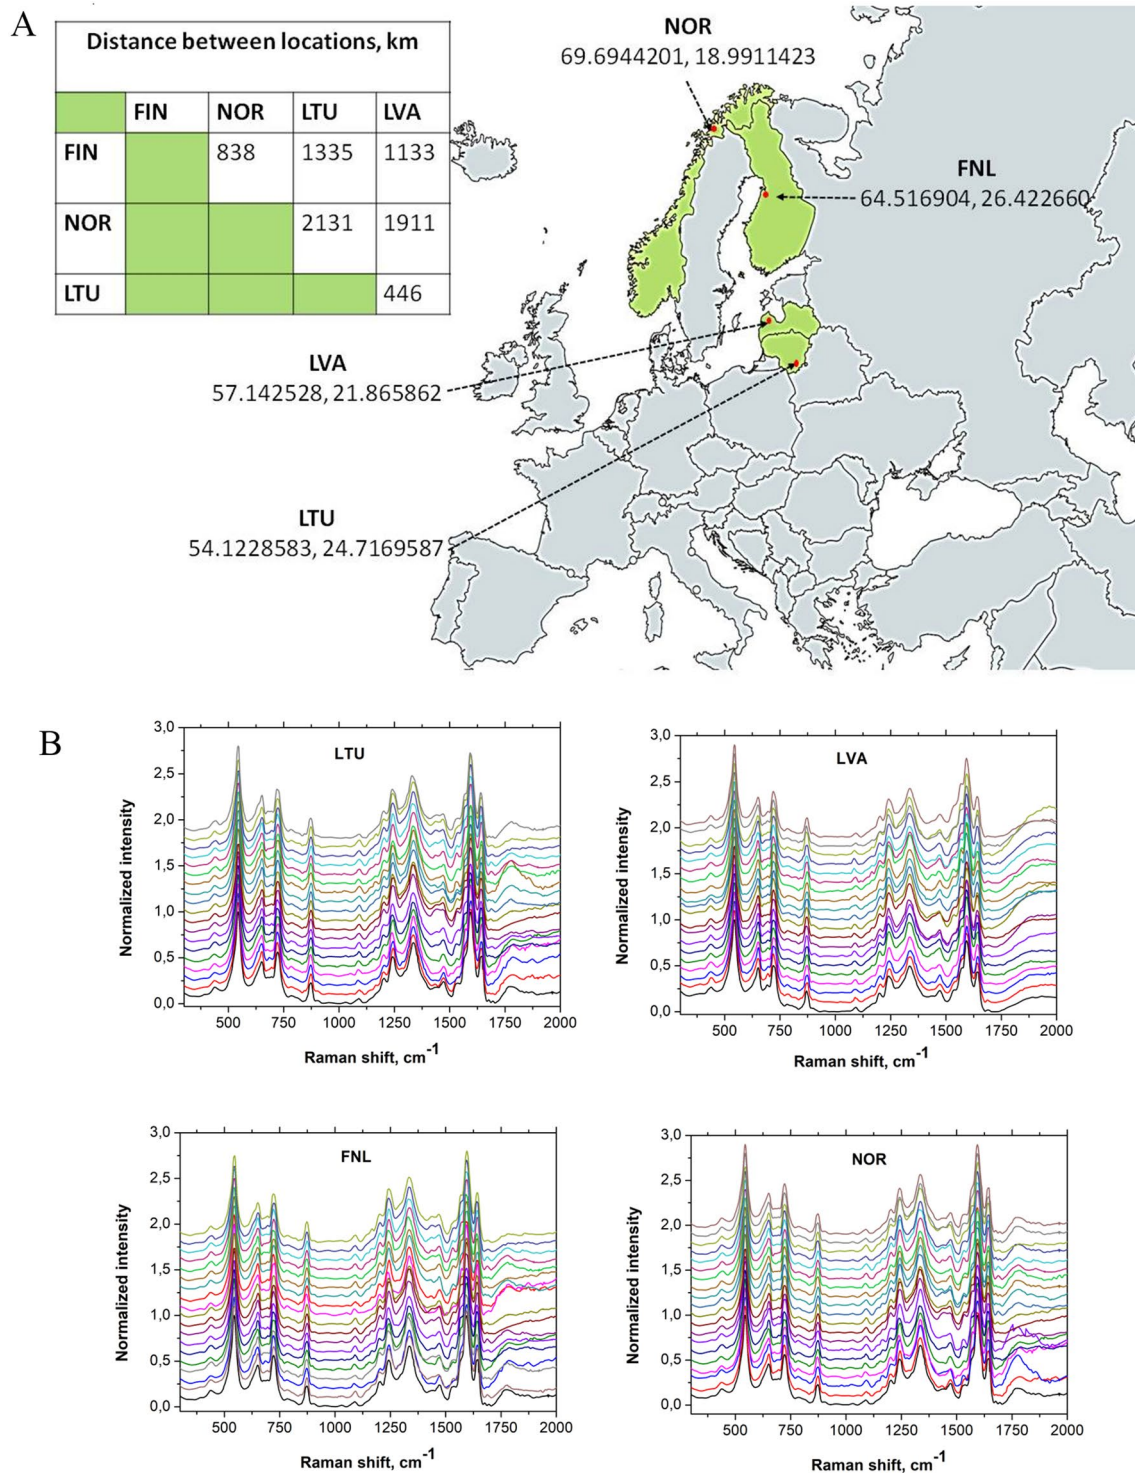 A
Distance between locations, km
FIN NOR LTU LVA
FIN 838 1335 1133
NOR 2131 1911
LTU 446
NOR
69.6944201, 18.9911423
FNL
64.516904, 26.422660
LVA
57.142528, 21.865862
LTU
54.1228583, 24.7169587
B
LTU
3,0
2,5
2,0
1,5
1,0
0,5
0,0
Normalized intensity
500 750 1000 1250 1500 1750 2000
Raman shift, cm-1
LVA
3,0
2,5
2,0
1,5
1,0
0,5
0,0
Normalized intensity
500 750 1000 1250 1500 1750 2000
Raman shift, cm-1
FNL
3,0
2,5
2,0
1,5
1,0
0,5
0,0
Normalized intensity
500 750 1000 1250 1500 1750 2000
Raman shift, cm-1
NOR
3,0
2,5
2,0
1,5
1,0
0,5
0,0
Normalized intensity
500 750 1000 1250 1500 1750 2000
Raman shift, cm-1